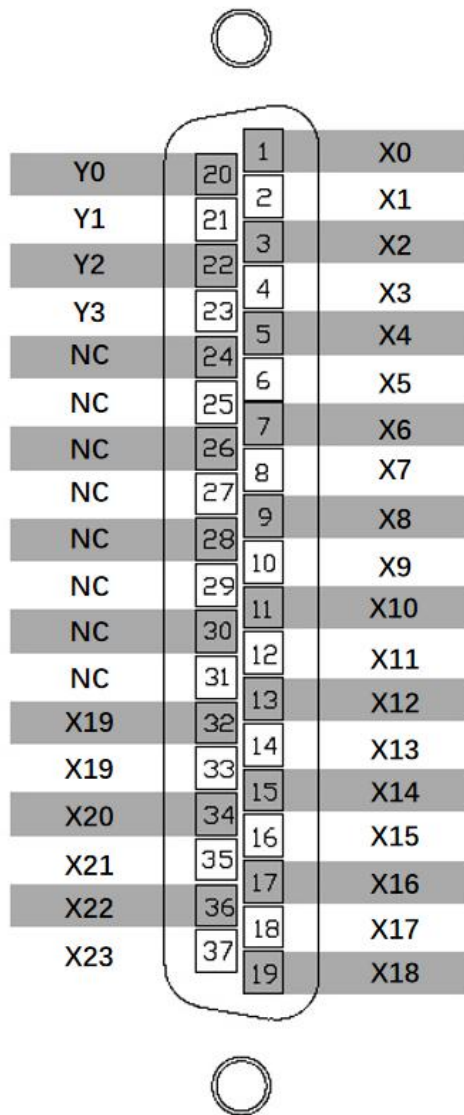 1 X0
Y0 20
2 X1
Y1 21
3 X2
Y2 22
4 X3
Y3 23
5 X4
NC 24
6 X5
NC 25
7 X6
NC 26
8 X7
NC 27
9 X8
NC 28
10 X9
NC 29
11 X10
NC 30
12 X11
NC 31
13 X12
X19 32
14 X13
X19 33
15 X14
X20 34
16 X15
X21 35
17 X16
X22 36
18 X17
X23 37
19 X18